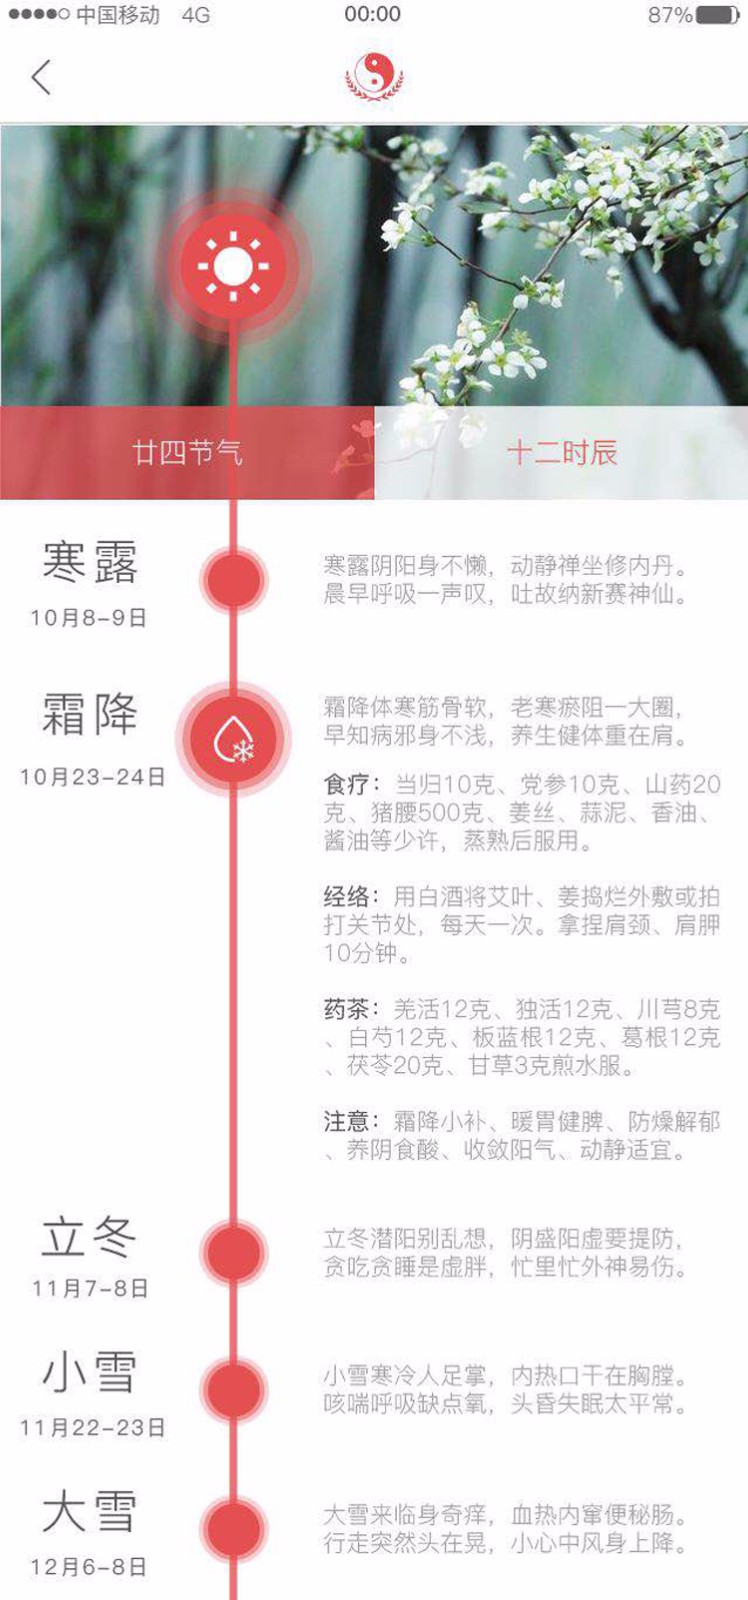 中国移动 4G 00:00 87%
廿四节气 十二时辰
寒露
10月8-9日
寒露阴阳身不懒，动静禅坐修内丹。
晨早呼吸一声叹，吐故纳新赛神仙。
霜降
10月23-24日
霜降体寒筋骨软，老寒瘀阻一大圈，
早知病邪身不浅，养生健体重在肩。
食疗：当归10克、党参10克、山药20
克、猪腰500克、姜丝、蒜泥、香油、
酱油等少许，蒸熟后服用。
经络：用白酒将艾叶、姜捣烂外敷或拍
打关节处，每天一次。拿捏肩颈、肩胛
10分钟。
药茶：羌活12克、独活12克、川芎8克
、白芍12克、板蓝根12克、葛根12克
、茯苓20克、甘草3克煎水服。
注意：霜降小补、暖胃健脾、防燥解郁
、养阴食酸、收敛阳气、动静适宜。
立冬
11月7-8日
立冬潜阳别乱想，阴盛阳虚要提防，
贪吃贪睡是虚胖，忙里忙外神易伤。
小雪
11月22-23日
小雪寒冷人足掌，内热口干在胸膛。
咳喘呼吸缺点氧，头昏失眠太平常。
大雪
12月6-8日
大雪来临身奇痒，血热内窜便秘肠。
行走突然头在晃，小心中风身上降。